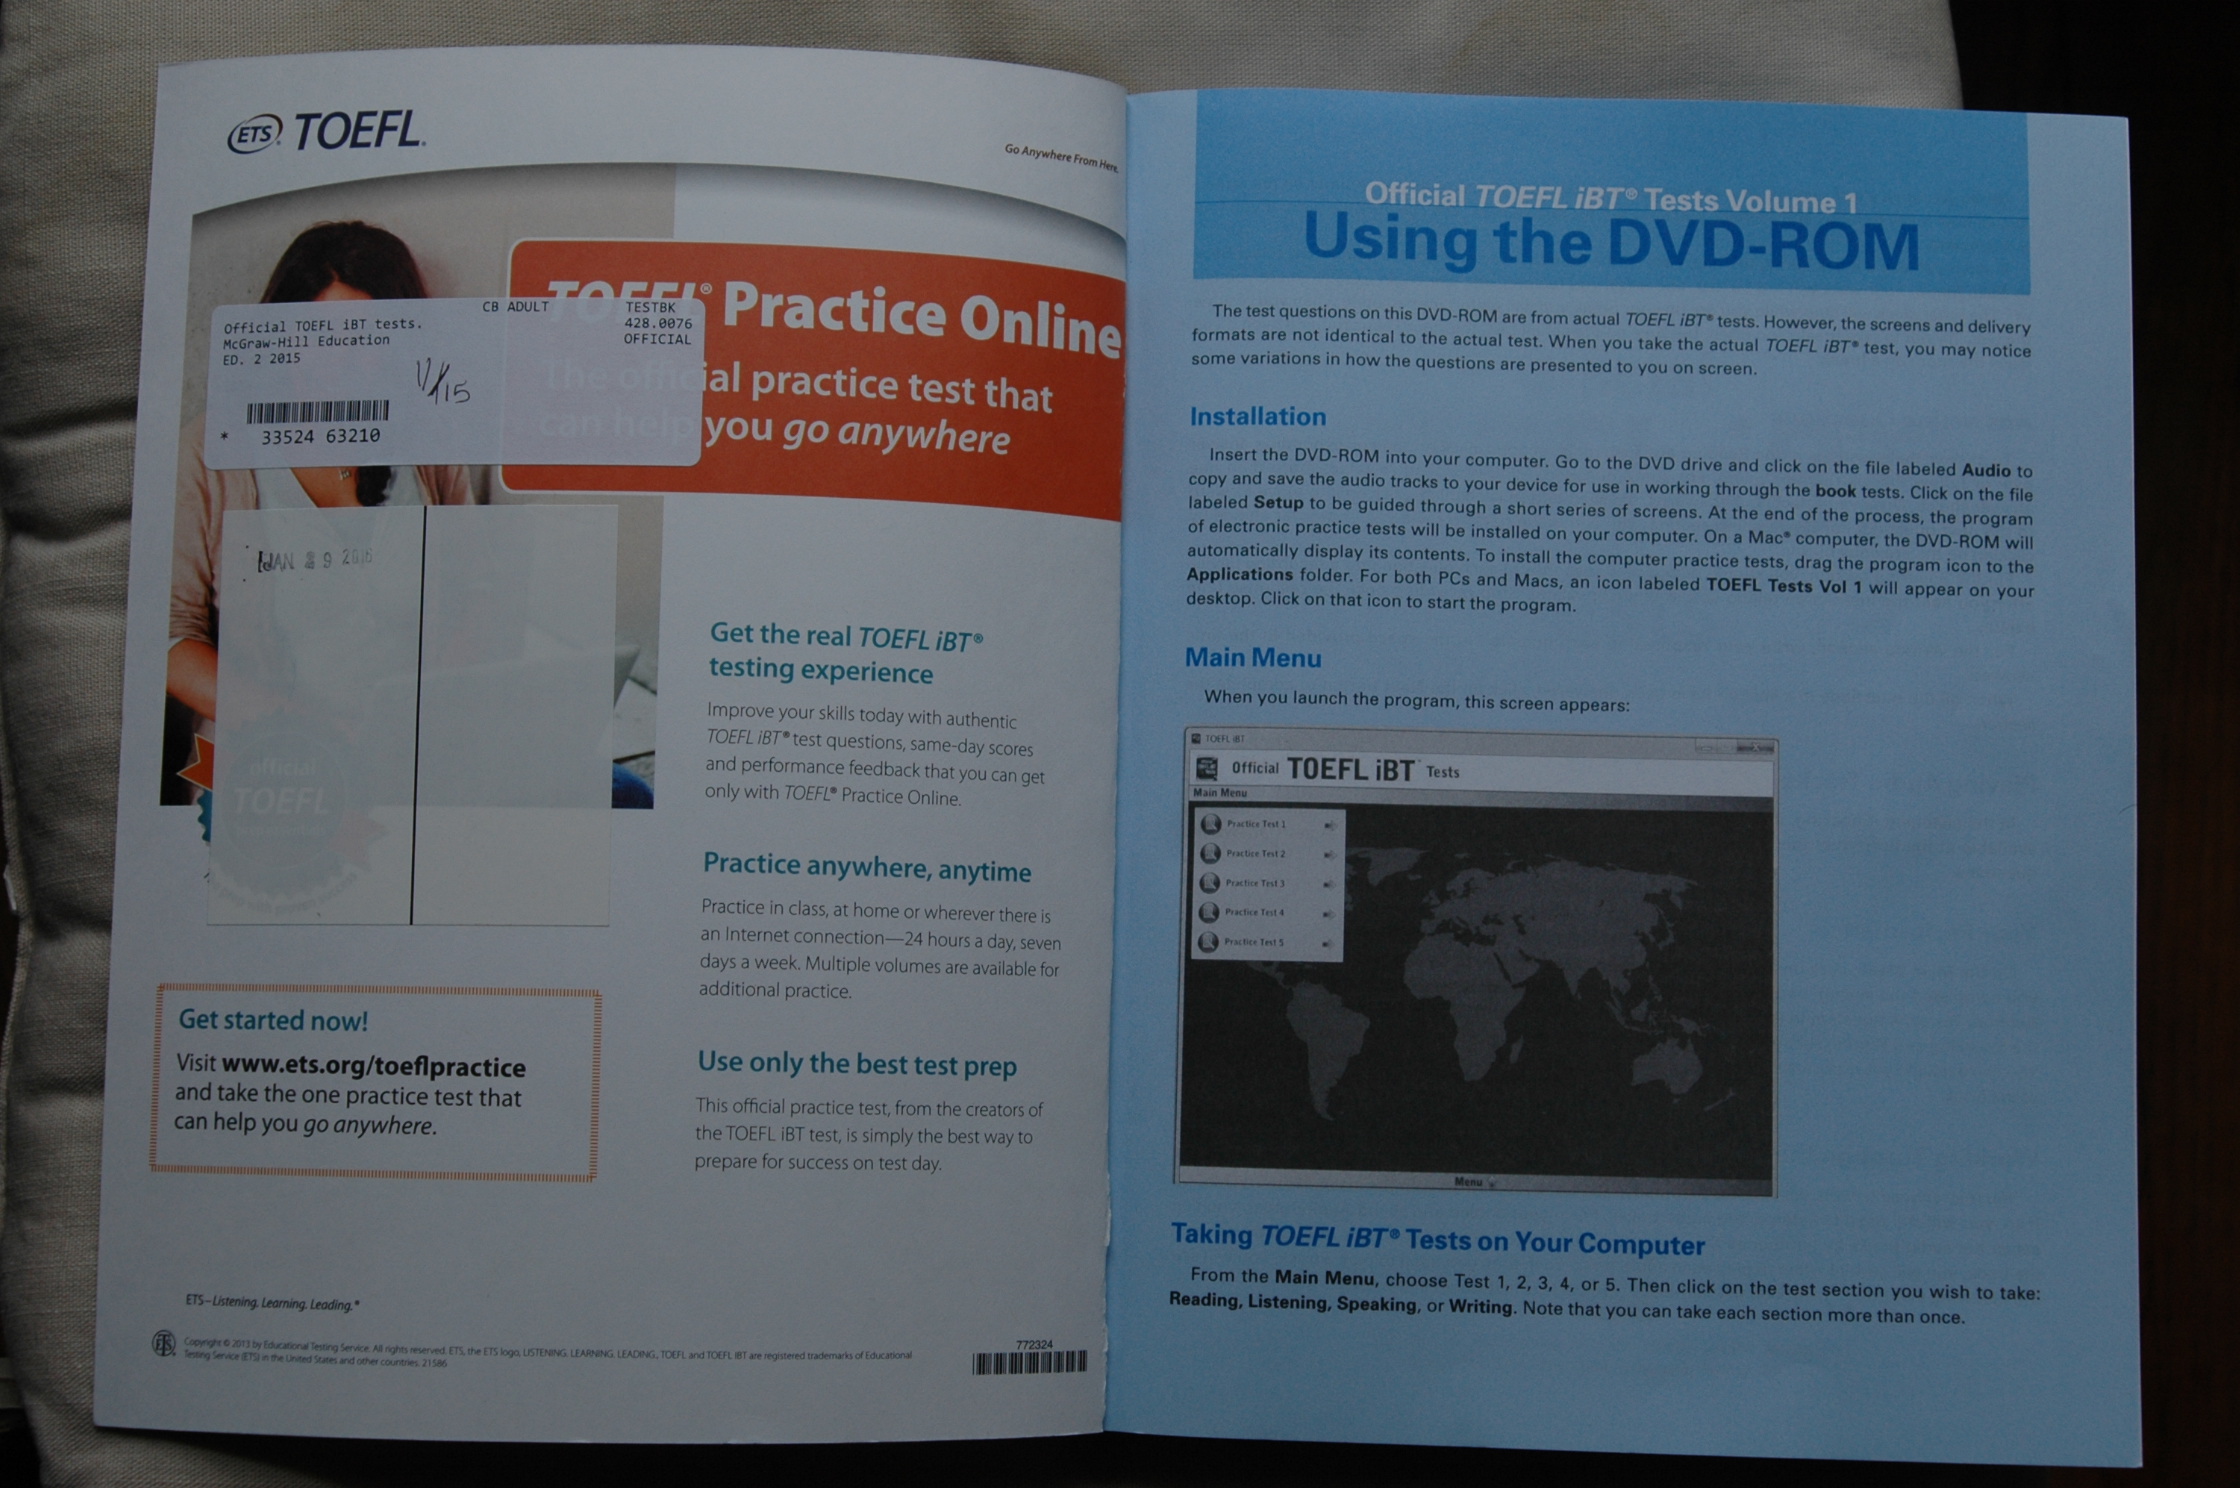 ETS TOEFL.
Go Anywhere From Here.
TOEFL® Practice Online
The official practice test that
can help you go anywhere
CB ADULT TESTBK
428.0076
OFFICIAL
Official TOEFL iBT tests.
McGraw-Hill Education
ED. 2 2015
* 33524 63210
Get the real TOEFL iBT®
testing experience
Improve your skills today with authentic
TOEFL iBT® test questions, same-day scores
and performance feedback that you can get
only with TOEFL® Practice Online.
Practice anywhere, anytime
Practice in class, at home or wherever there is
an Internet connection—24 hours a day, seven
days a week. Multiple volumes are available for
additional practice.
Use only the best test prep
This official practice test, from the creators of
the TOEFL iBT test, is simply the best way to
prepare for success on test day.
TOEFL
Get started now!
Visit www.ets.org/toeflpractice
and take the one practice test that
can help you go anywhere.
ETS—Listening. Learning. Leading.®
Copyright © 2013 by Educational Testing Service. All rights reserved. ETS, the ETS logo, LISTENING. LEARNING. LEADING., TOEFL and TOEFL IBT are registered trademarks of Educational
Testing Service (ETS) in the United States and other countries. 21586
772324
Official TOEFL iBT® Tests Volume 1
Using the DVD-ROM
The test questions on this DVD-ROM are from actual TOEFL iBT® tests. However, the screens and delivery
formats are not identical to the actual test. When you take the actual TOEFL iBT® test, you may notice
some variations in how the questions are presented to you on screen.
Installation
Insert the DVD-ROM into your computer. Go to the DVD drive and click on the file labeled Audio to
copy and save the audio tracks to your device for use in working through the book tests. Click on the file
labeled Setup to be guided through a short series of screens. At the end of the process, the program
of electronic practice tests will be installed on your computer. On a Mac® computer, the DVD-ROM will
automatically display its contents. To install the computer practice tests, drag the program icon to the
Applications folder. For both PCs and Macs, an icon labeled TOEFL Tests Vol 1 will appear on your
desktop. Click on that icon to start the program.
Main Menu
When you launch the program, this screen appears:
TOEFL iBT
Official TOEFL iBT Tests
Main Menu
Practice Test 1
Practice Test 2
Practice Test 3
Practice Test 4
Practice Test 5
Menu
Taking TOEFL iBT® Tests on Your Computer
From the Main Menu, choose Test 1, 2, 3, 4, or 5. Then click on the test section you wish to take:
Reading, Listening, Speaking, or Writing. Note that you can take each section more than once.